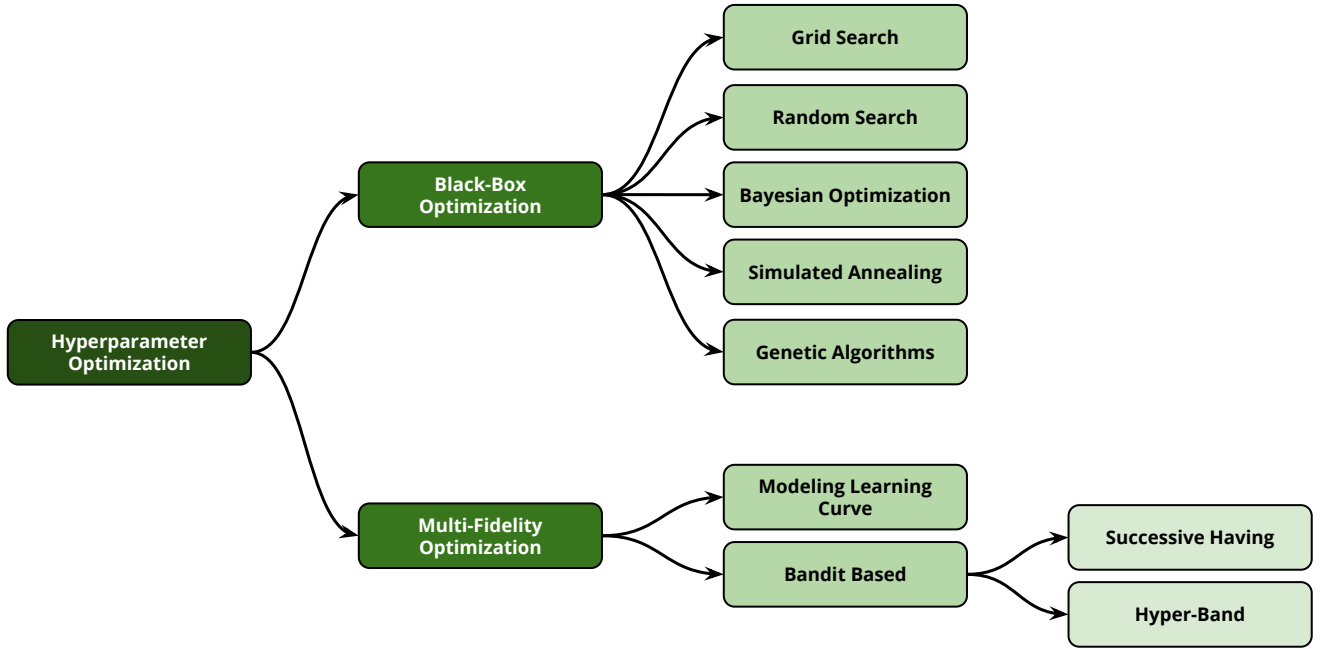 Grid Search
Random Search
Black-Box
Optimization
Bayesian Optimization
Simulated Annealing
Genetic Algorithms
Hyperparameter
Optimization
Multi-Fidelity
Optimization
Modeling Learning
Curve
Bandit Based
Successive Having
Hyper-Band